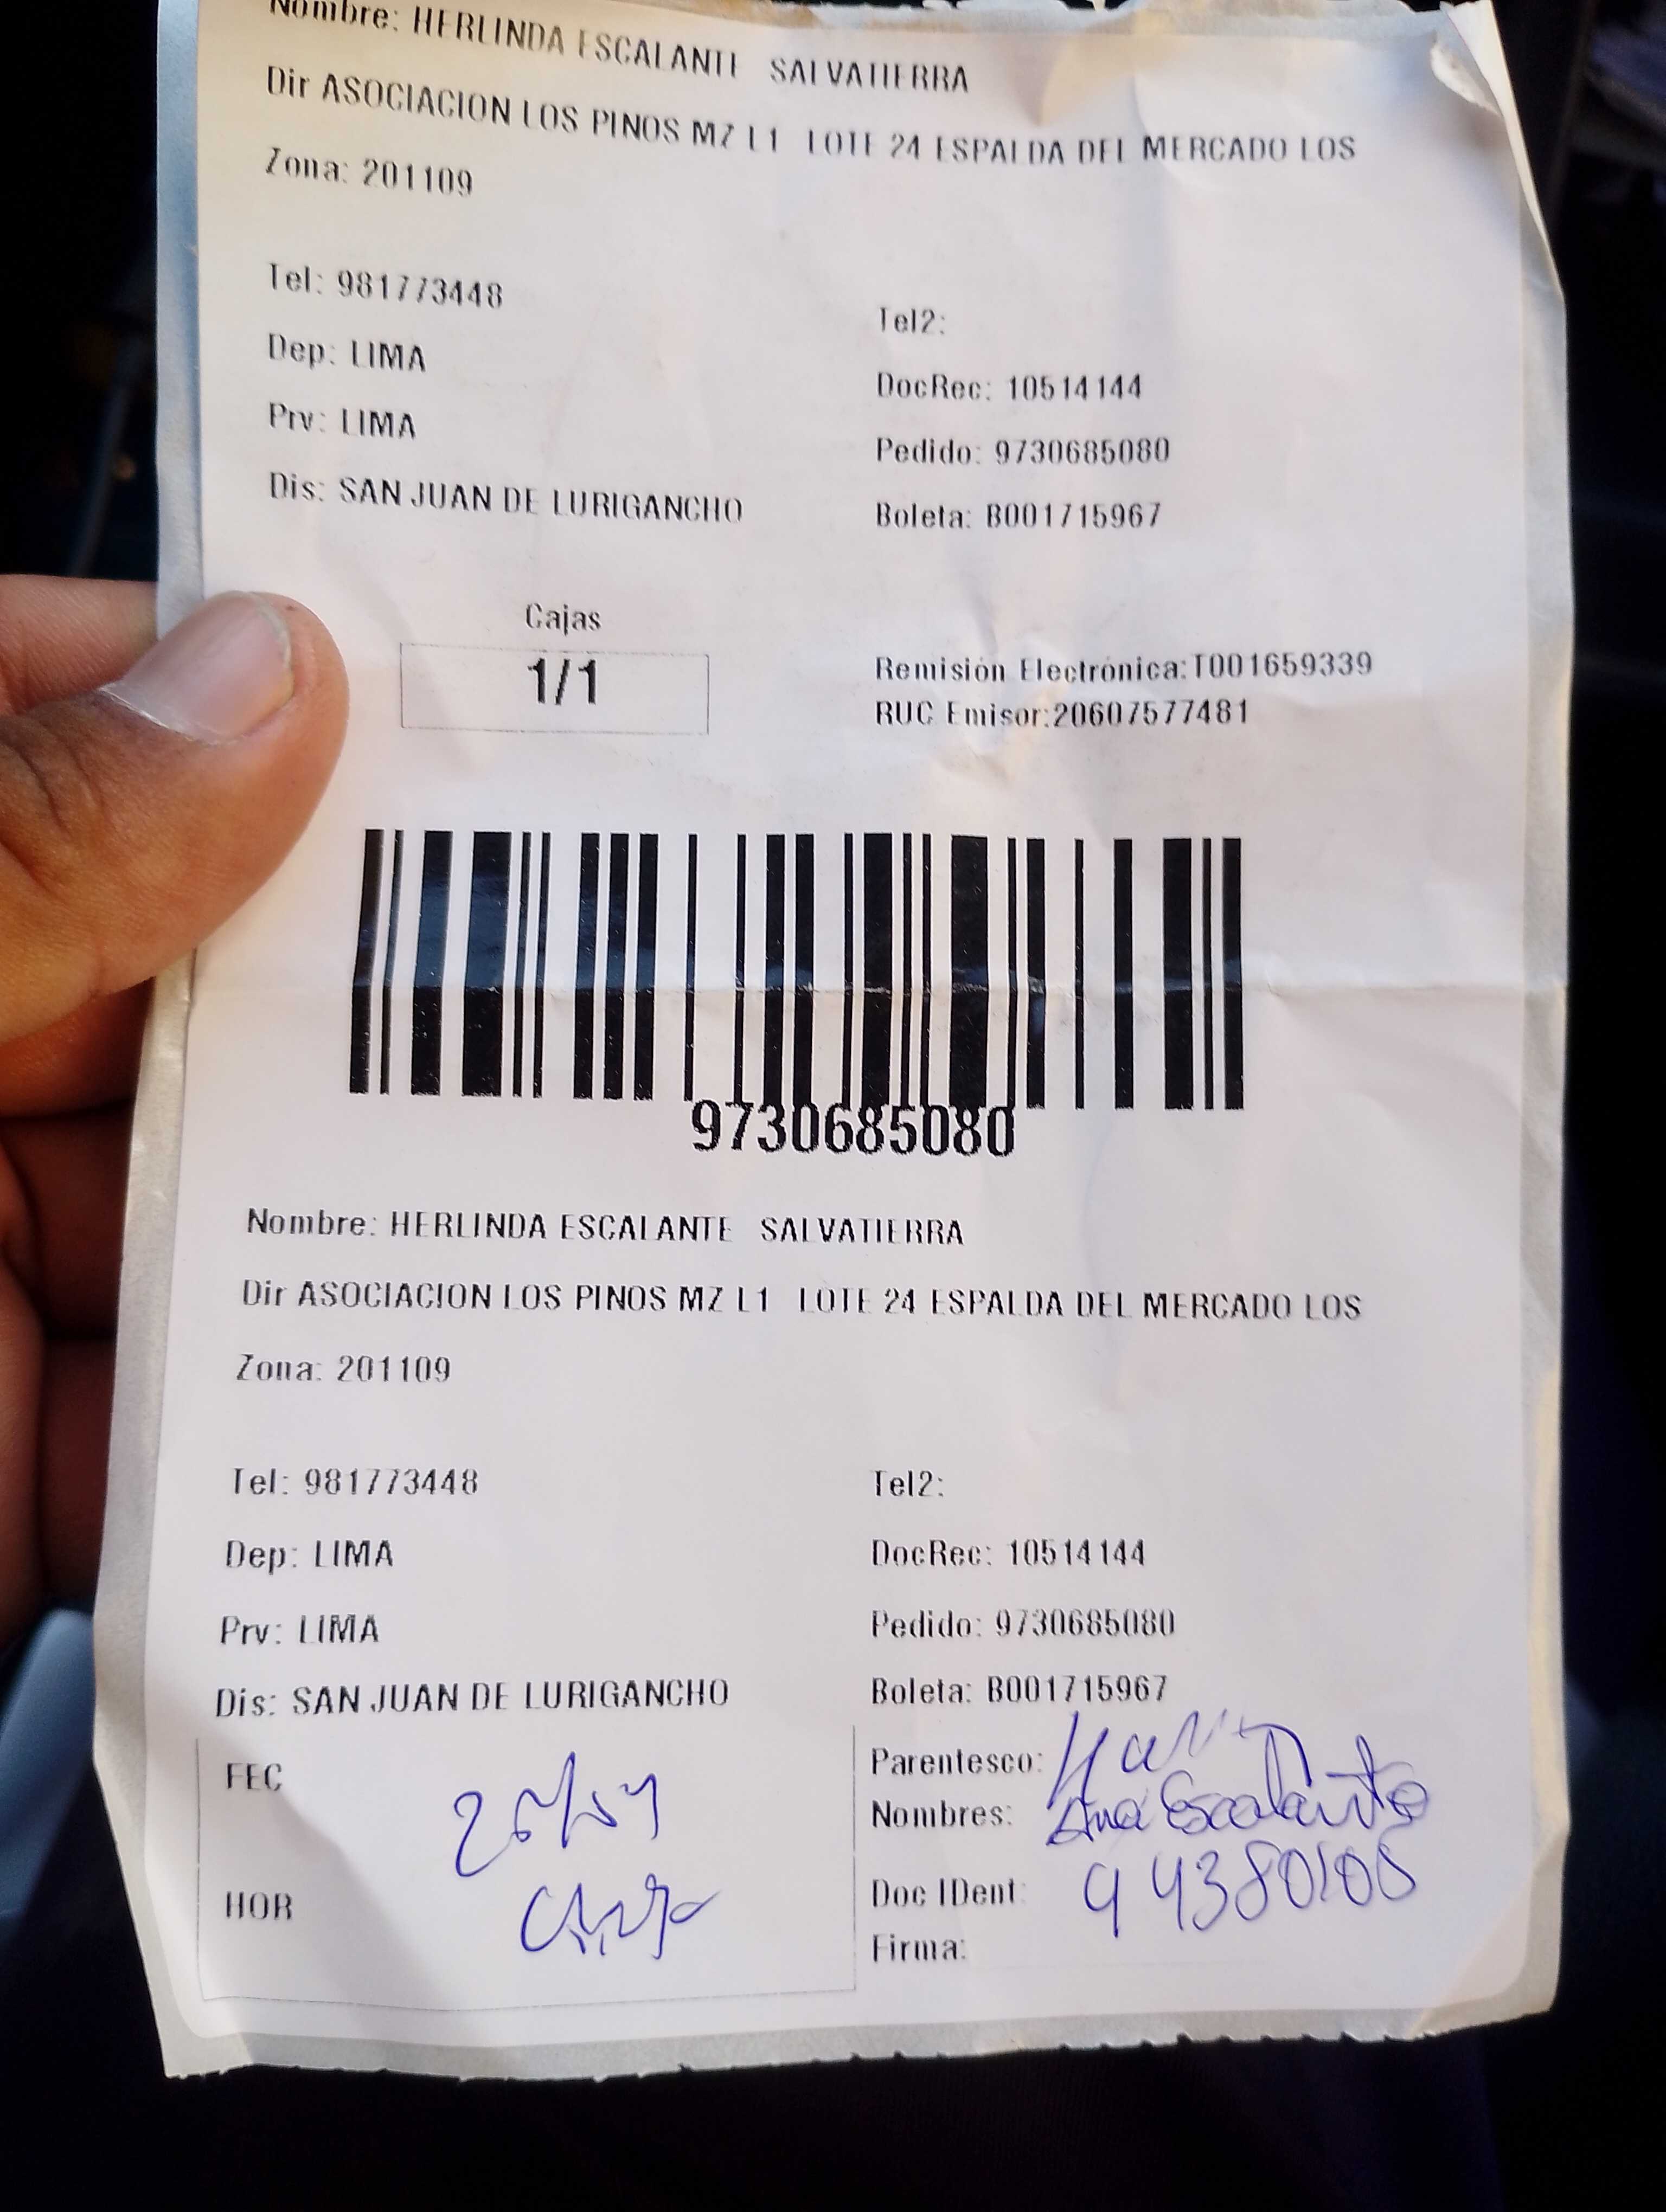 Nombre: HERLINDA ESCALANTE SALVATIERRA
Dir ASOCIACION LOS PINOS MZ L1 LOTE 24 ESPALDA DEL MERCADO LOS
Zona: 201109
Tel: 981773448
Tel2:
Dep: LIMA
DocRec: 10514144
Prv: LIMA
Pedido: 9730685080
Dis: SAN JUAN DE LURIGANCHO
Boleta: B001715967
Cajas
1/1
Remisión Electrónica:T001659339
RUC Emisor:20607577481
9730685080
Nombre: HERLINDA ESCALANTE SALVATIERRA
Dir ASOCIACION LOS PINOS MZ L1 LOTE 24 ESPALDA DEL MERCADO LOS
Zona: 201109
Tel: 981773448
Tel2:
Dep: LIMA
DocRec: 10514144
Prv: LIMA
Pedido: 9730685080
Dis: SAN JUAN DE LURIGANCHO
Boleta: B001715967
FEC
HOR
Parentesco:
Nombres: Ana Escalante
Doc IDent:
Firma: